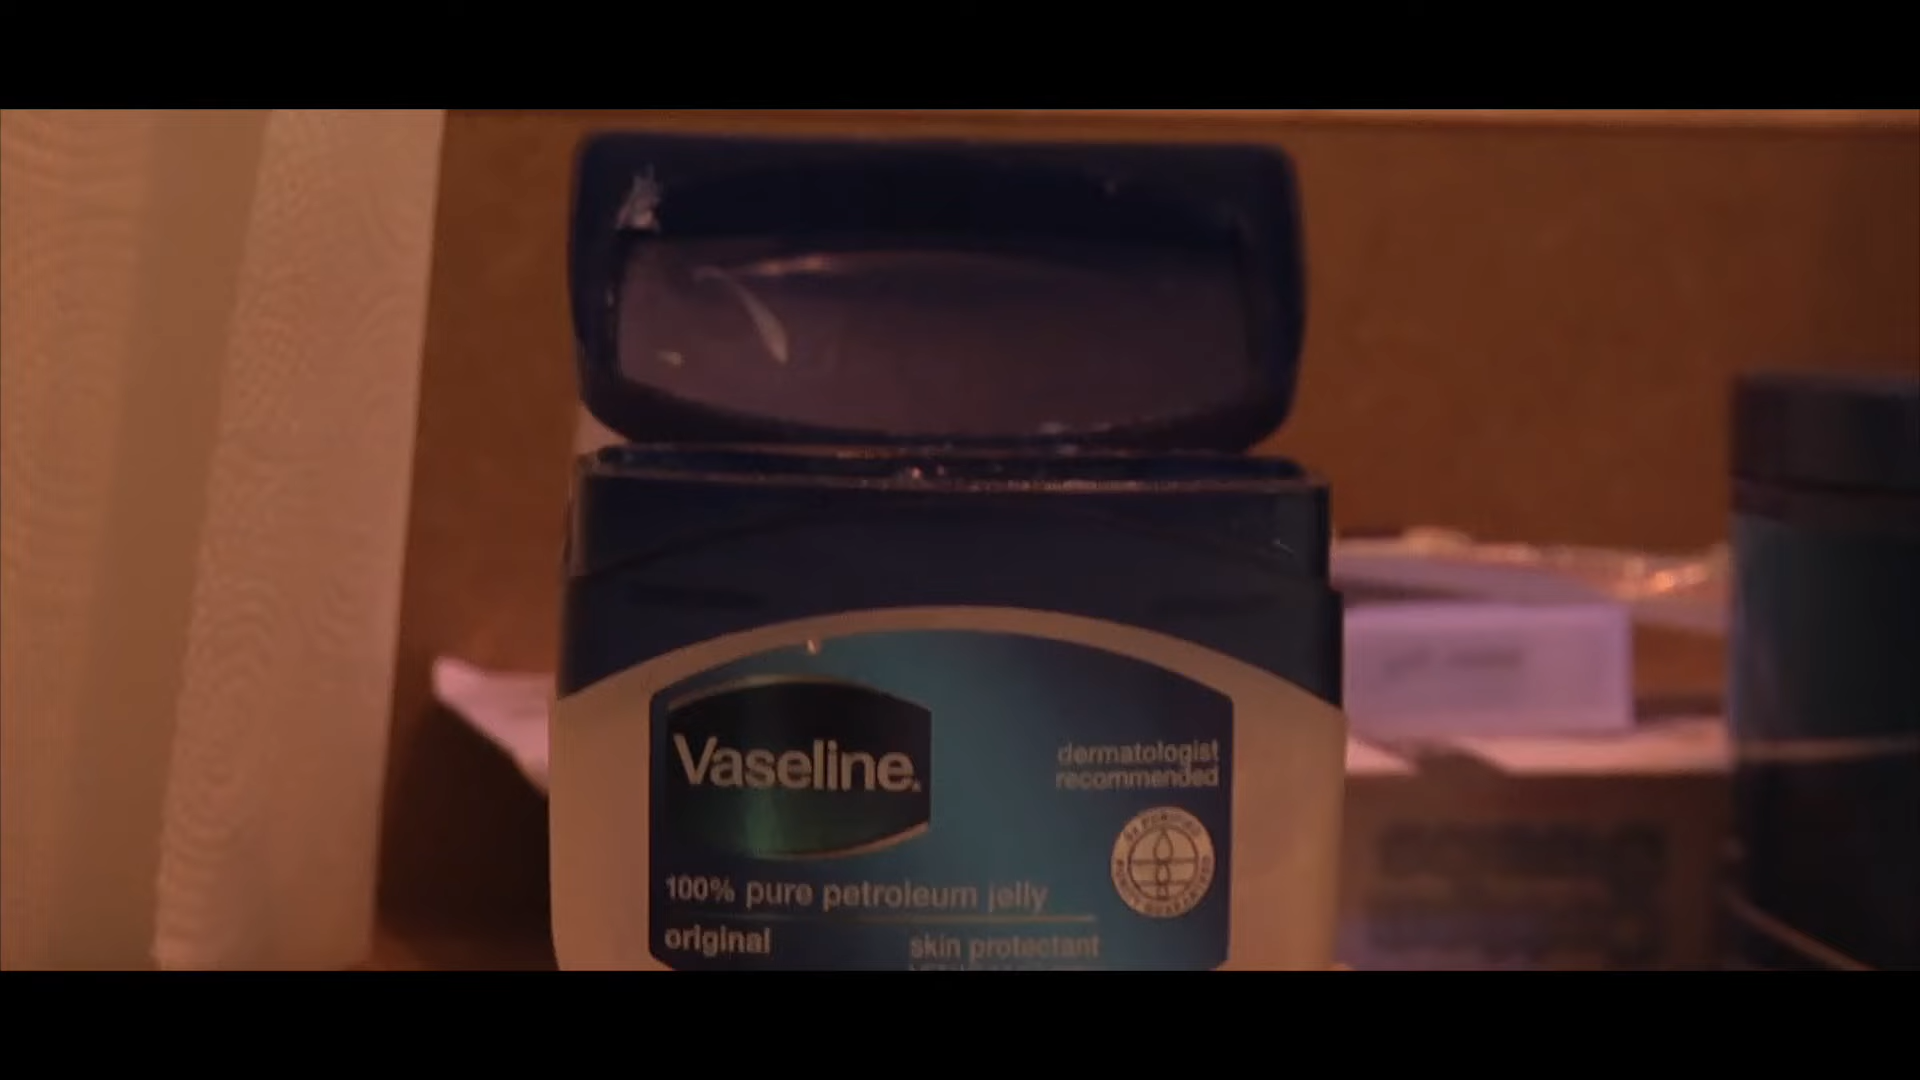 Vaseline
dermatologist
recommended
100% pure petroleum jelly
original
skin protectant